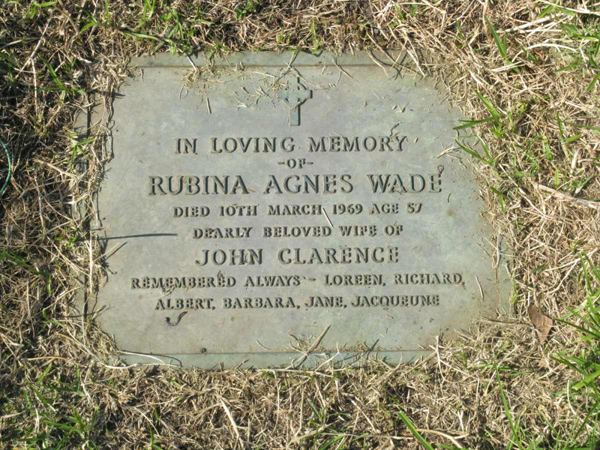 IN LOVING MEMORY
-OF-
RUBINA AGNES WADE
DIED 10TH MARCH 1969 AGE 57
DEARLY BELOVED WIFE OF
JOHN CLARENCE
REMEMBERED ALWAYS - LOREEN, RICHARD,
ALBERT, BARBARA, JANE, JACQUELINE